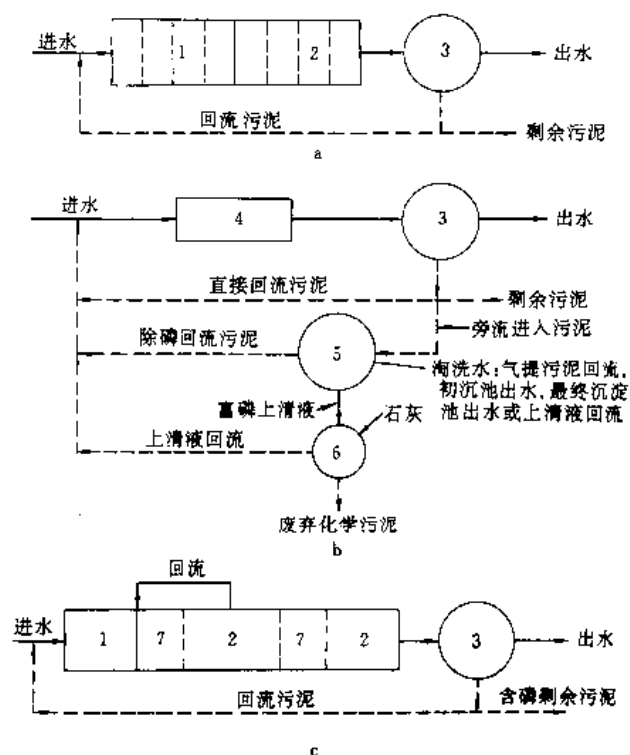 进水
1
2
3
出水
回流污泥
剩余污泥
a
进水
4
3
出水
直接回流污泥
剩余污泥
旁流进入污泥
除磷回流污泥
5
淘洗水:气提污泥回流,
初沉池出水,最终沉淀
池出水或上清液回流
富磷上清液
石灰
上清液回流
6
废弃化学污泥
b
回流
进水
1
7
2
7
2
3
出水
回流污泥
含磷剩余污泥
c